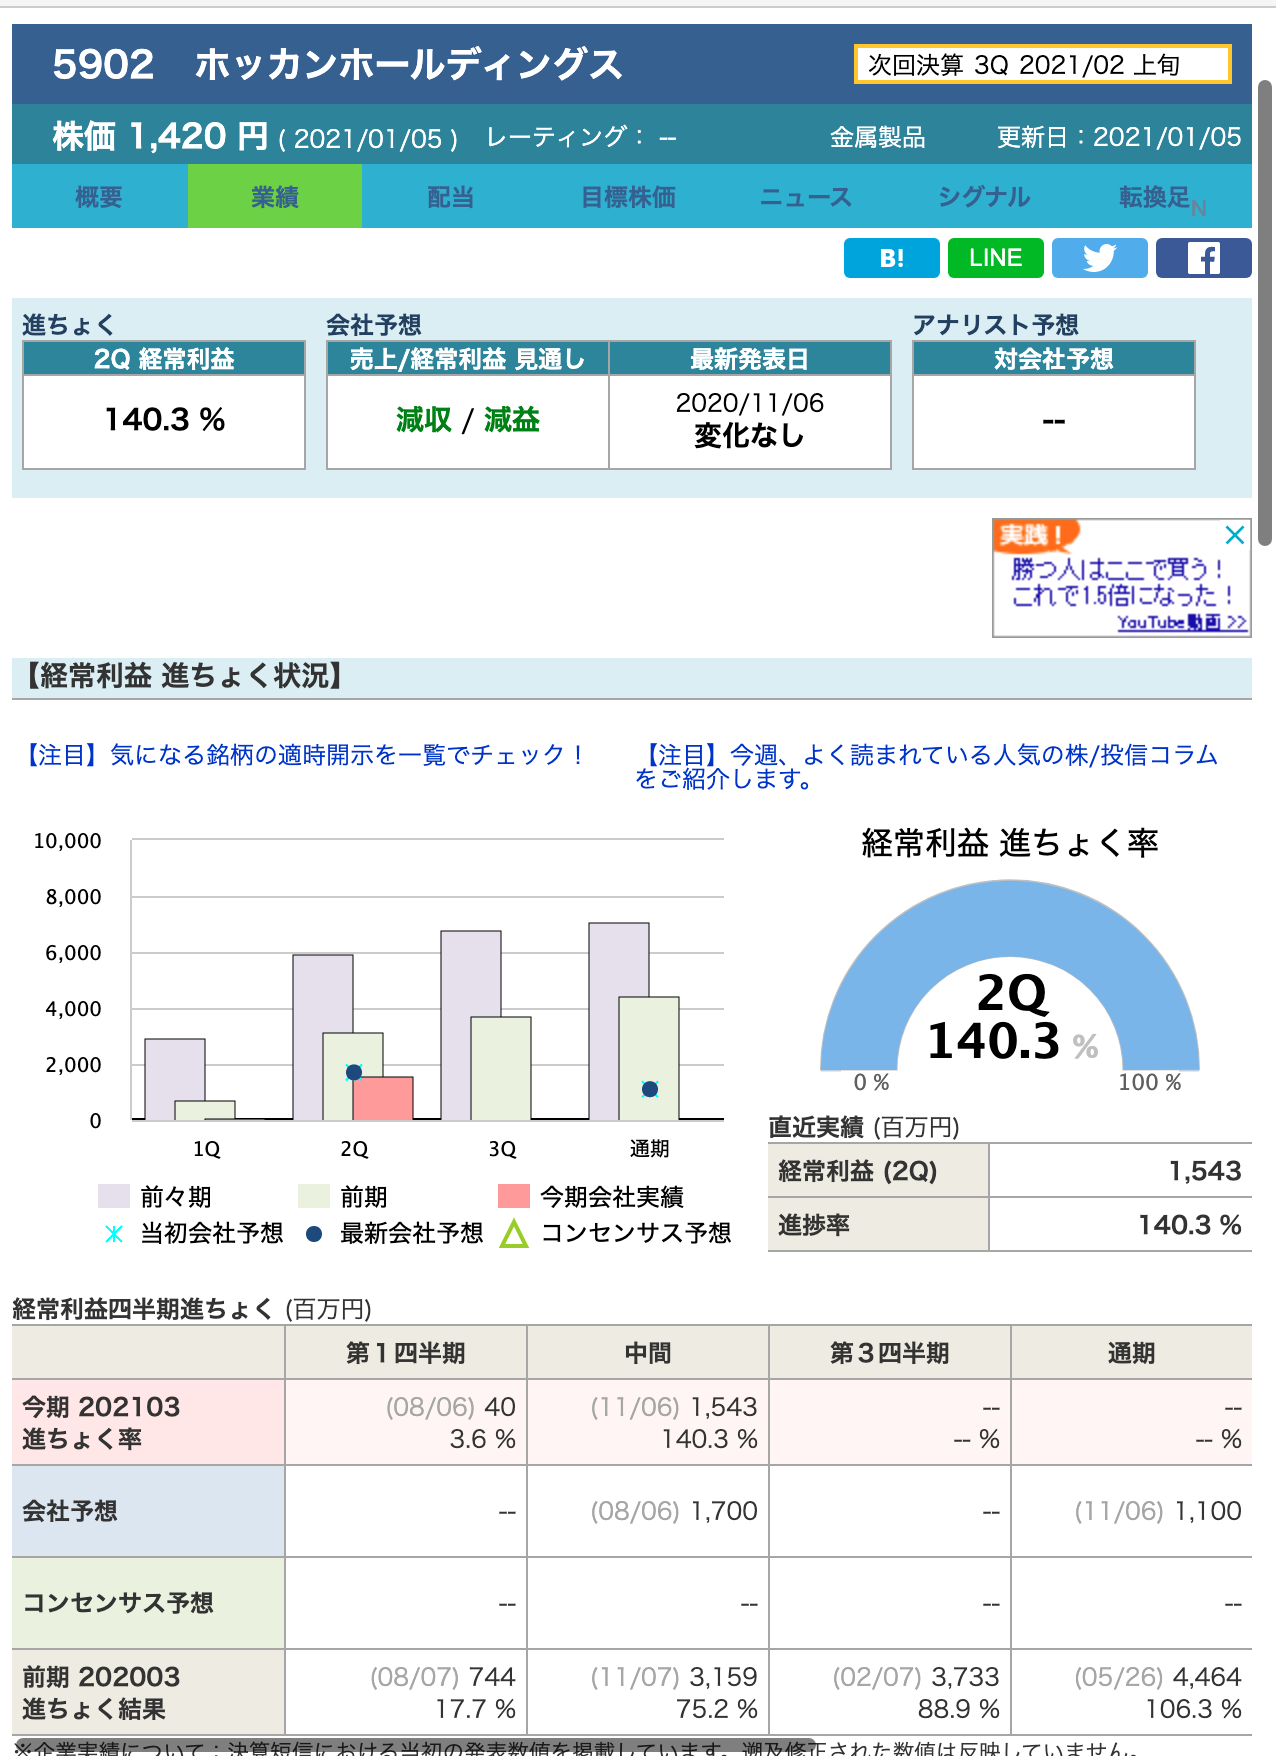 5902　ホッカンホールディングス
次回決算 3Q 2021/02 上旬
株価 1,420 円 ( 2021/01/05 ) レーティング： --
金属製品
更新日：2021/01/05
概要
業績
配当
目標株価
ニュース
シグナル
転換足N
B!
LINE
進ちょく
2Q 経常利益
140.3 %
会社予想
売上/経常利益 見通し
最新発表日
減収 / 減益
2020/11/06
変化なし
アナリスト予想
対会社予想
--
実践！
勝つ人はここで買う！
これで1.5倍になった！
YouTube動画 >>
【経常利益 進ちょく状況】
【注目】気になる銘柄の適時開示を一覧でチェック！
【注目】今週、よく読まれている人気の株/投信コラム
をご紹介します。
10,000
8,000
6,000
4,000
2,000
0
1Q
2Q
3Q
通期
前々期
前期
今期会社実績
当初会社予想
最新会社予想
コンセンサス予想
経常利益 進ちょく率
2Q
140.3 %
0 %
100 %
直近実績 (百万円)
経常利益 (2Q) 1,543
進捗率 140.3 %
経常利益四半期進ちょく (百万円)
第１四半期 中間 第３四半期 通期
今期 202103 (08/06) 40 (11/06) 1,543 -- --
進ちょく率 3.6 % 140.3 % -- % -- %
会社予想 -- (08/06) 1,700 -- (11/06) 1,100
コンセンサス予想 -- -- -- --
前期 202003 (08/07) 744 (11/07) 3,159 (02/07) 3,733 (05/26) 4,464
進ちょく結果 17.7 % 75.2 % 88.9 % 106.3 %
※企業実績について：決算短信における当初の発表数値を掲載しています。遡及修正された数値は反映していません。